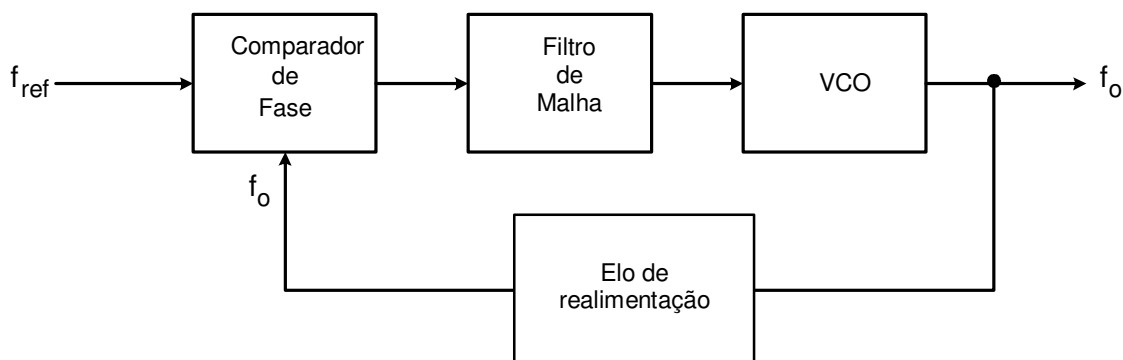 Comparador
de
Fase
Filtro
de
Malha
VCO
f_ref
f_o
f_o
Elo de
realimentação